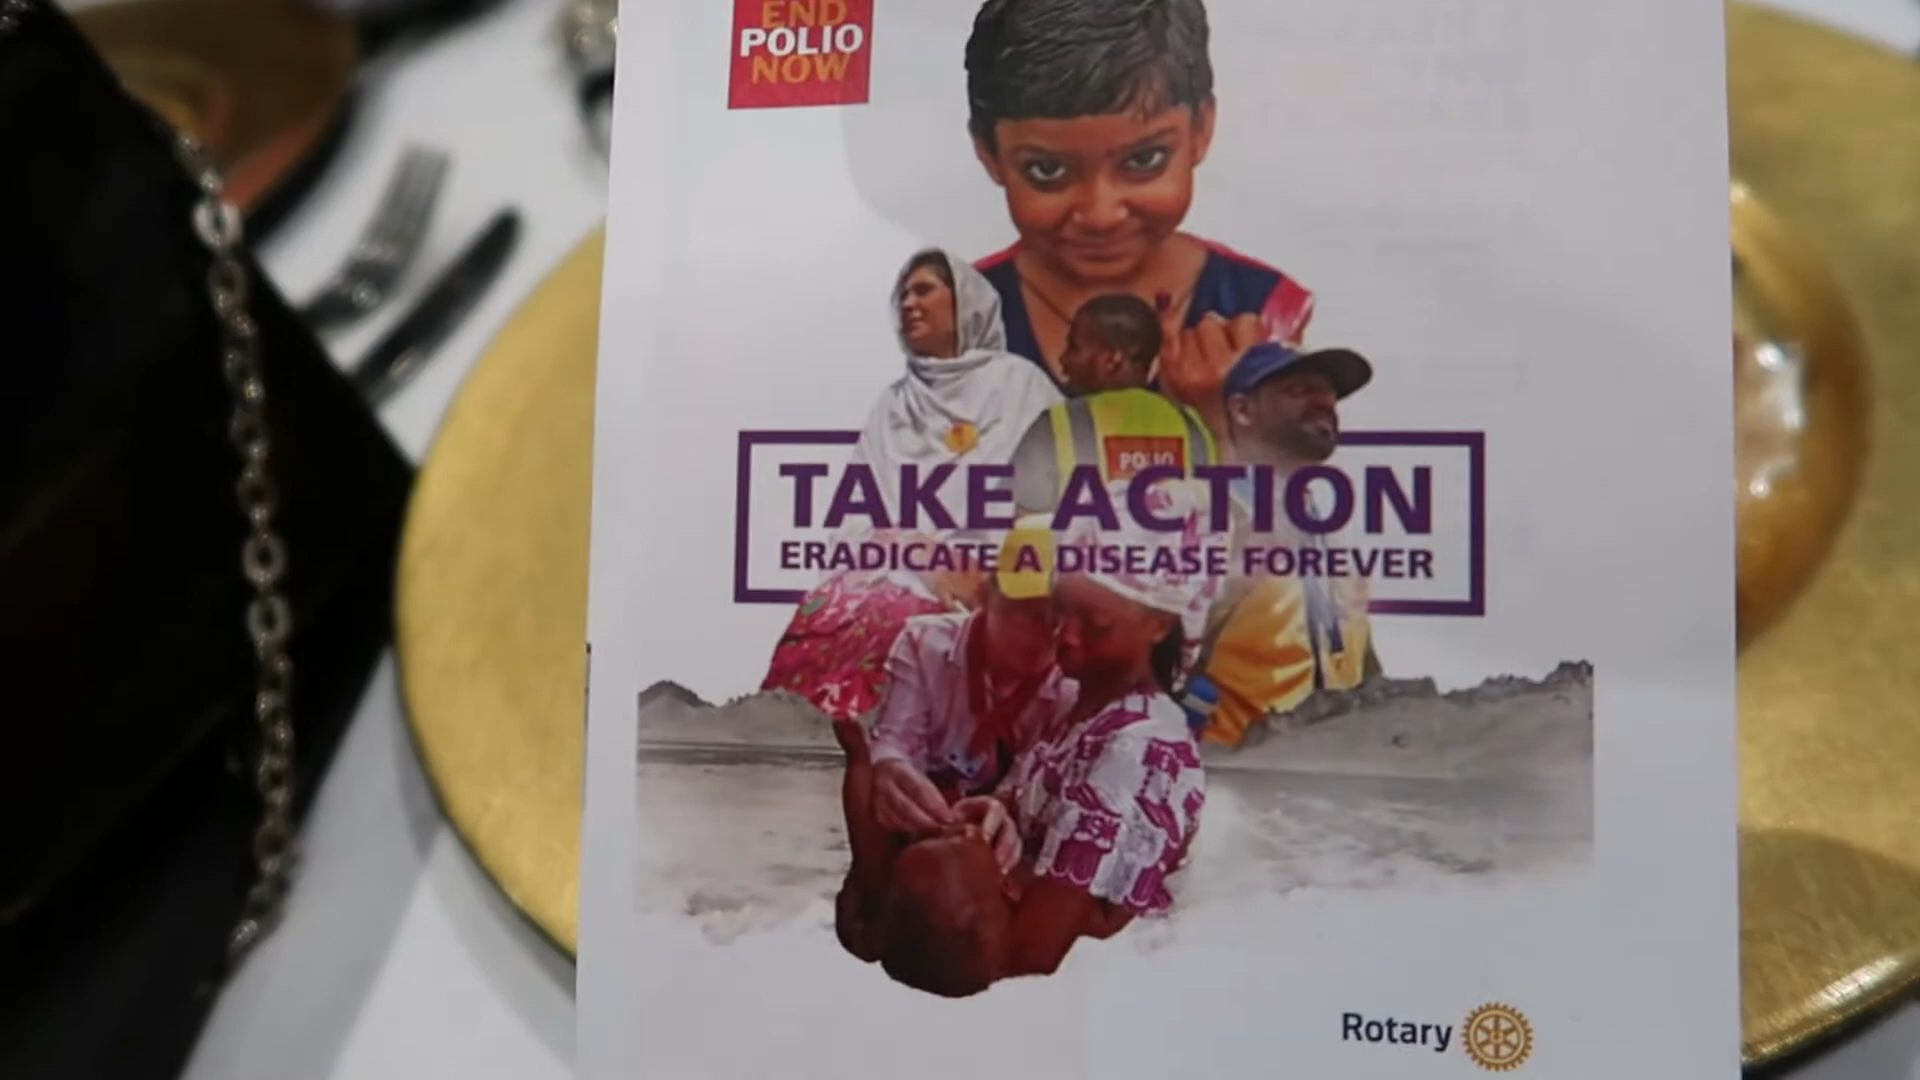 END
POLIO
NOW
POLIO
TAKE ACTION
ERADICATE A DISEASE FOREVER
Rotary